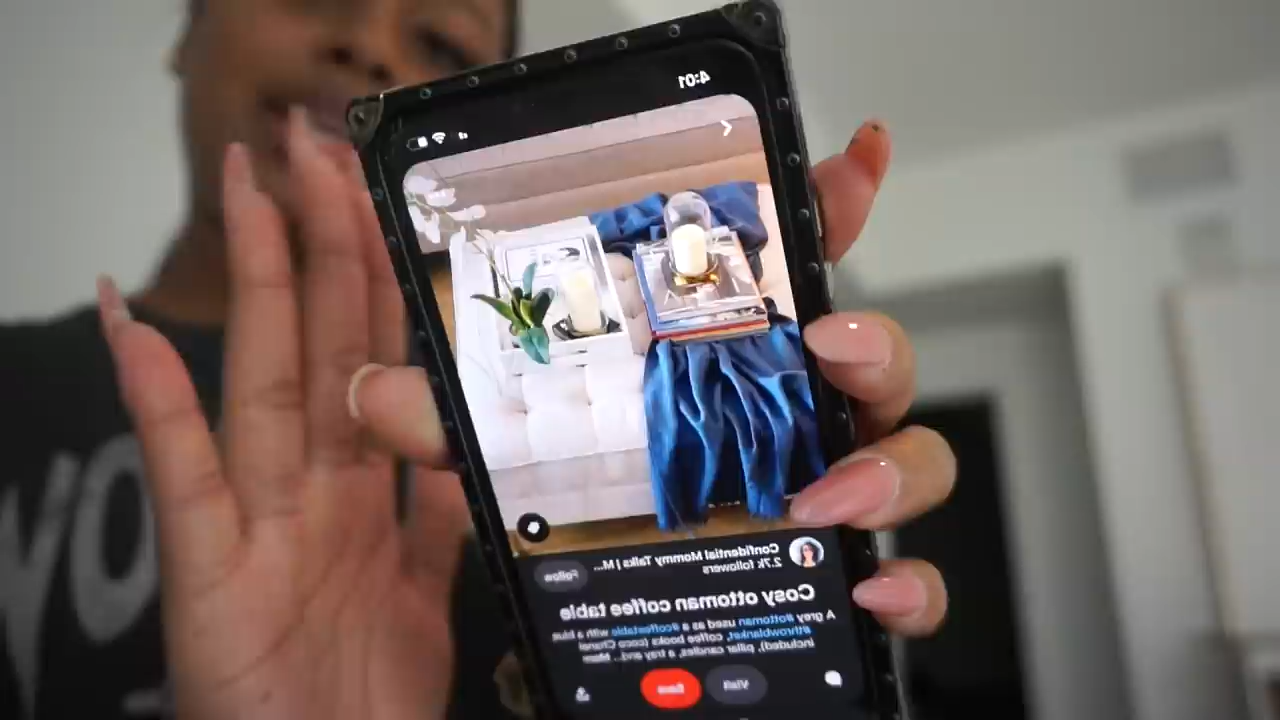 4:01
Confidential Mommy Talks | M...
2.7k followers
Follow
Cosy ottoman coffee table
A grey #ottoman used as a #coffeetable with a blue
#throwblanket, coffee books (coco Chanel
included), pillar candles, a tray and... More
Visit
Save
WO